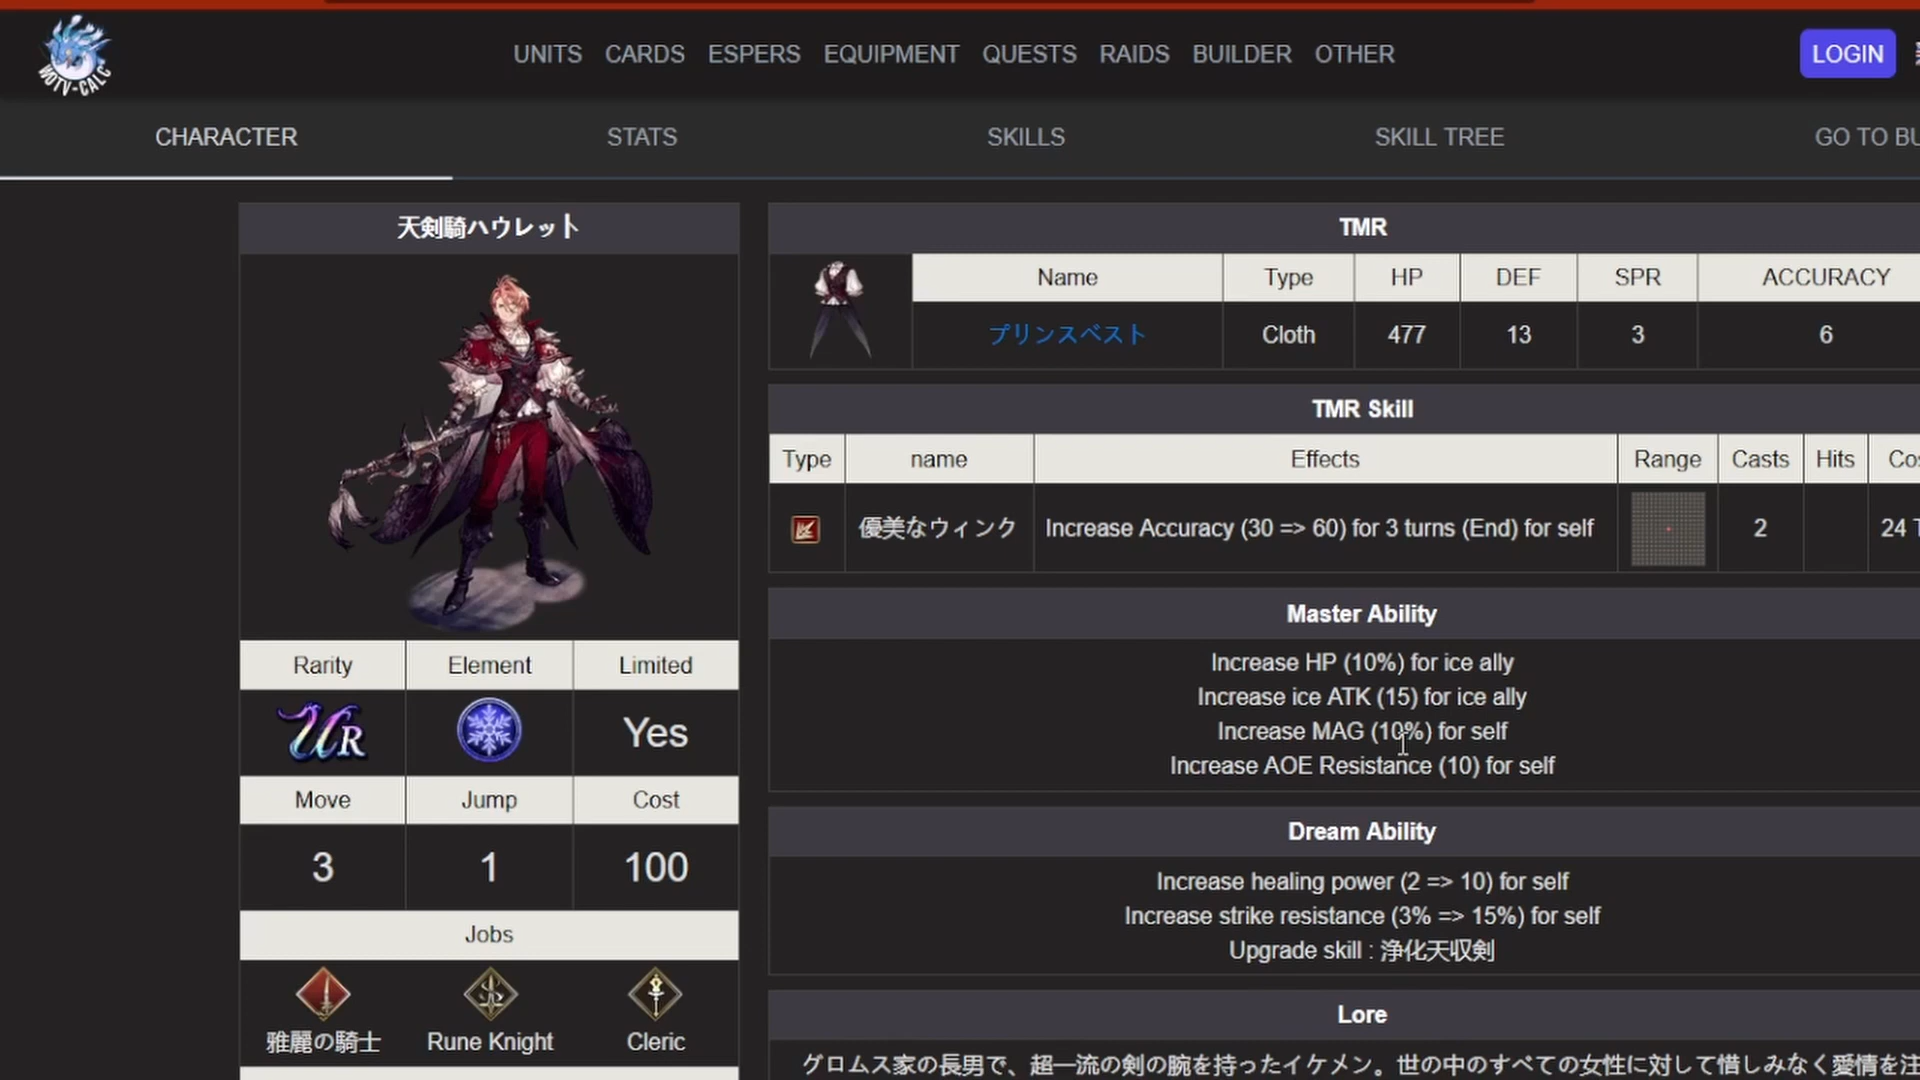 WOTV-CALC
UNITS CARDS ESPERS EQUIPMENT QUESTS RAIDS BUILDER OTHER
LOGIN
CHARACTER STATS SKILLS SKILL TREE GO TO BU
天剣騎ハウレット
Rarity Element Limited
UR Yes
Move Jump Cost
3 1 100
Jobs
雅麗の騎士 Rune Knight Cleric
TMR
Name Type HP DEF SPR ACCURACY
プリンスベスト Cloth 477 13 3 6
TMR Skill
Type name Effects Range Casts Hits Cos
優美なウィンク Increase Accuracy (30 => 60) for 3 turns (End) for self 2 24 T
Master Ability
Increase HP (10%) for ice ally
Increase ice ATK (15) for ice ally
Increase MAG (10%) for self
Increase AOE Resistance (10) for self
Dream Ability
Increase healing power (2 => 10) for self
Increase strike resistance (3% => 15%) for self
Upgrade skill : 浄化天収剣
Lore
グロムス家の長男で、超一流の剣の腕を持ったイケメン。世の中のすべての女性に対して惜しみなく愛情を注